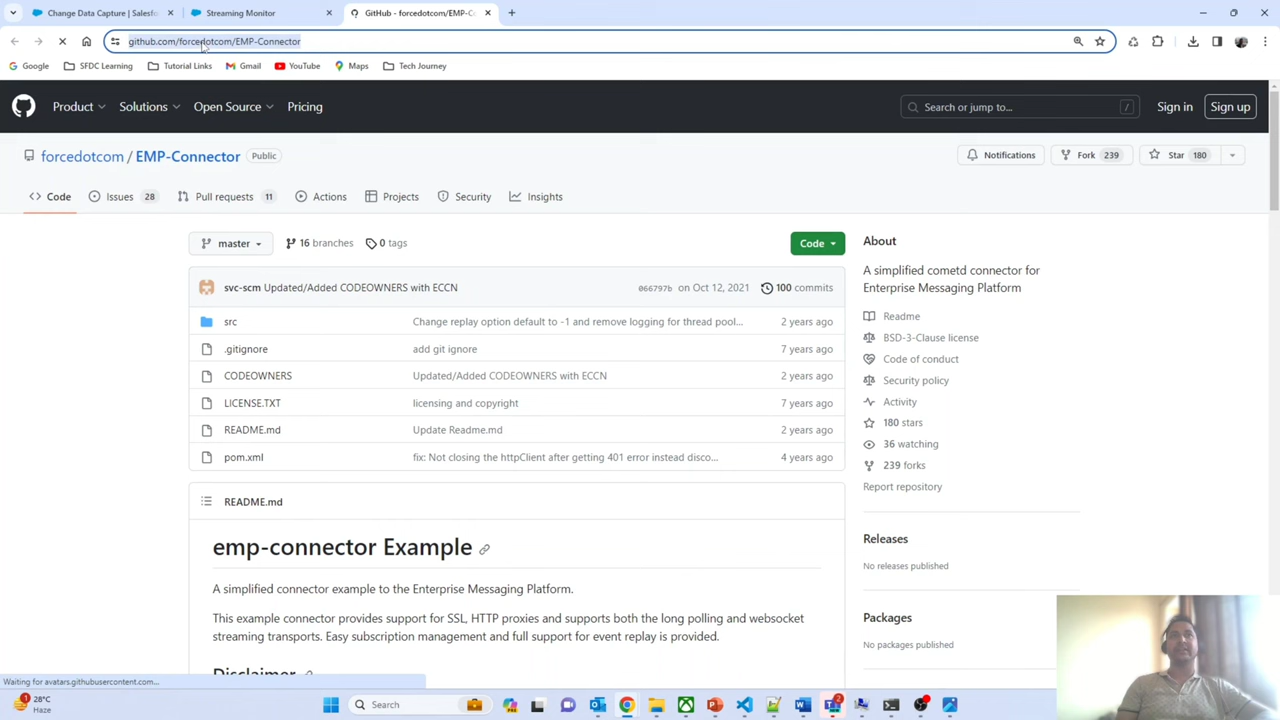 Change Data Capture | Salesfo
Streaming Monitor
GitHub - forcedotcom/EMP-C
github.com/forcedotcom/EMP-Connector
Google
SFDC Learning
Tutorial Links
Gmail
YouTube
Maps
Tech Journey
Product
Solutions
Open Source
Pricing
Search or jump to...
/
Sign in
Sign up
forcedotcom / EMP-Connector
Public
Notifications
Fork 239
Star 180
Code
Issues 28
Pull requests 11
Actions
Projects
Security
Insights
master
16 branches
0 tags
Code
About
A simplified cometd connector for
Enterprise Messaging Platform
svc-scm Updated/Added CODEOWNERS with ECCN
066797b on Oct 12, 2021
100 commits
src
Change replay option default to -1 and remove logging for thread pool...
2 years ago
.gitignore
add git ignore
7 years ago
CODEOWNERS
Updated/Added CODEOWNERS with ECCN
2 years ago
LICENSE.TXT
licensing and copyright
7 years ago
README.md
Update Readme.md
2 years ago
pom.xml
fix: Not closing the httpClient after getting 401 error instead disco...
4 years ago
Readme
BSD-3-Clause license
Code of conduct
Security policy
Activity
180 stars
36 watching
239 forks
Report repository
README.md
emp-connector Example
A simplified connector example to the Enterprise Messaging Platform.
This example connector provides support for SSL, HTTP proxies and supports both the long polling and websocket
streaming transports. Easy subscription management and full support for event replay is provided.
Disclaimer
Releases
No releases published
Packages
No packages published
Waiting for avatars.githubusercontent.com...
1
28°C
Haze
Search
2